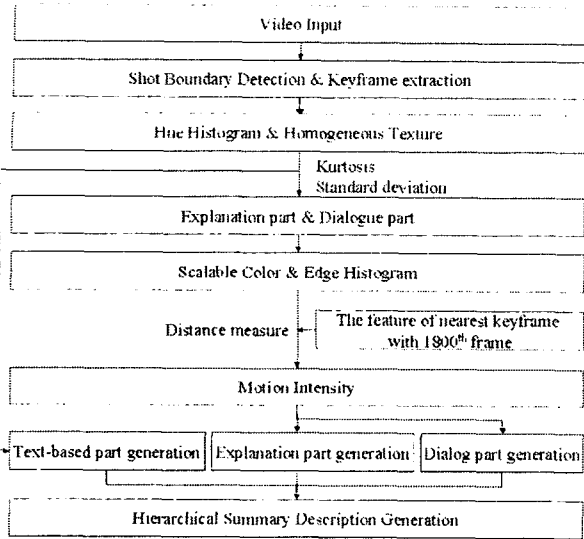 Video Input
Shot Boundary Detection & Keyframe extraction
Hue Histogram & Homogeneous Texture
Kurtosis
Standard deviation
Explanation part & Dialogue part
Scalable Color & Edge Histogram
Distance measure
The feature of nearest keyframe
with 1800th frame
Motion Intensity
Text-based part generation
Explanation part generation
Dialog part generation
Hierarchical Summary Description Generation